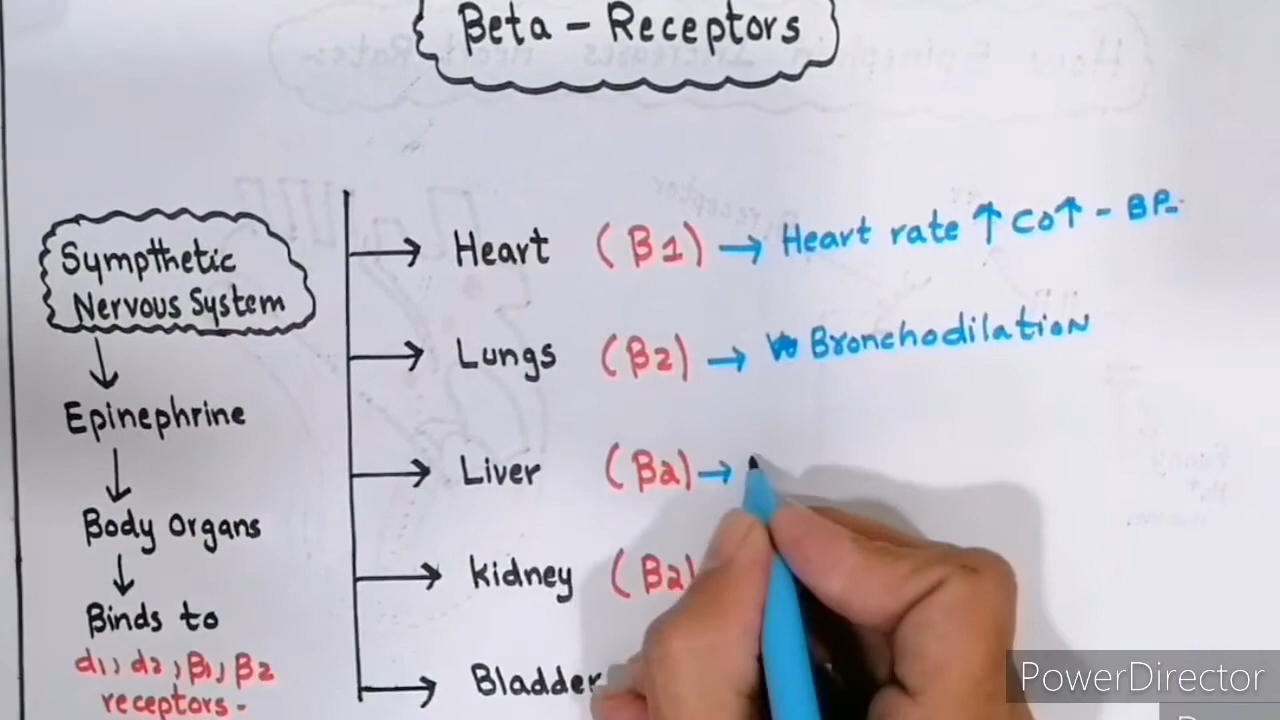 Beta - Receptors
Sympthetic
Nervous System
Epinephrine
Body Organs
Binds to
α1, α2, β1, β2
receptors -
Heart (β1) → Heart rate ↑ CO↑ - BP-
Lungs (β2) → Bronchodilation
Liver (β2) →
kidney (β2)
Bladder
PowerDirector